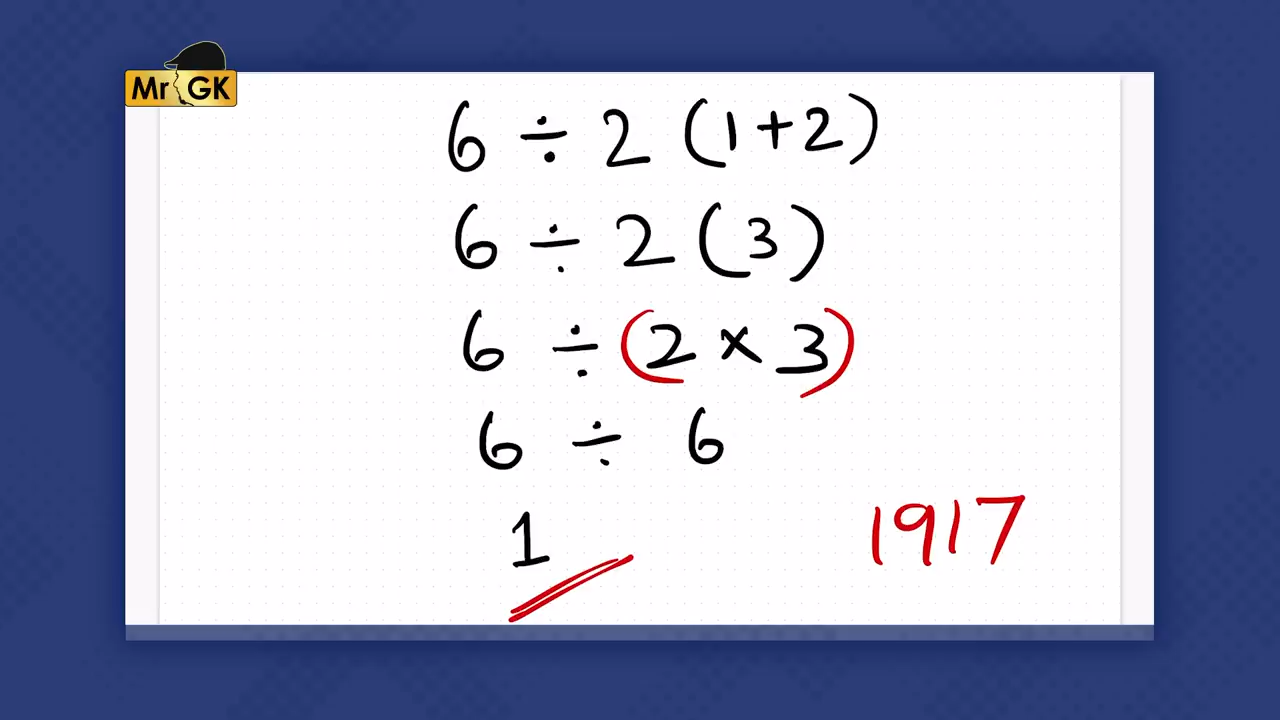 Mr GK
6 ÷ 2 (1+2)
6 ÷ 2 (3)
6 ÷ (2 × 3)
6 ÷ 6
1
1917